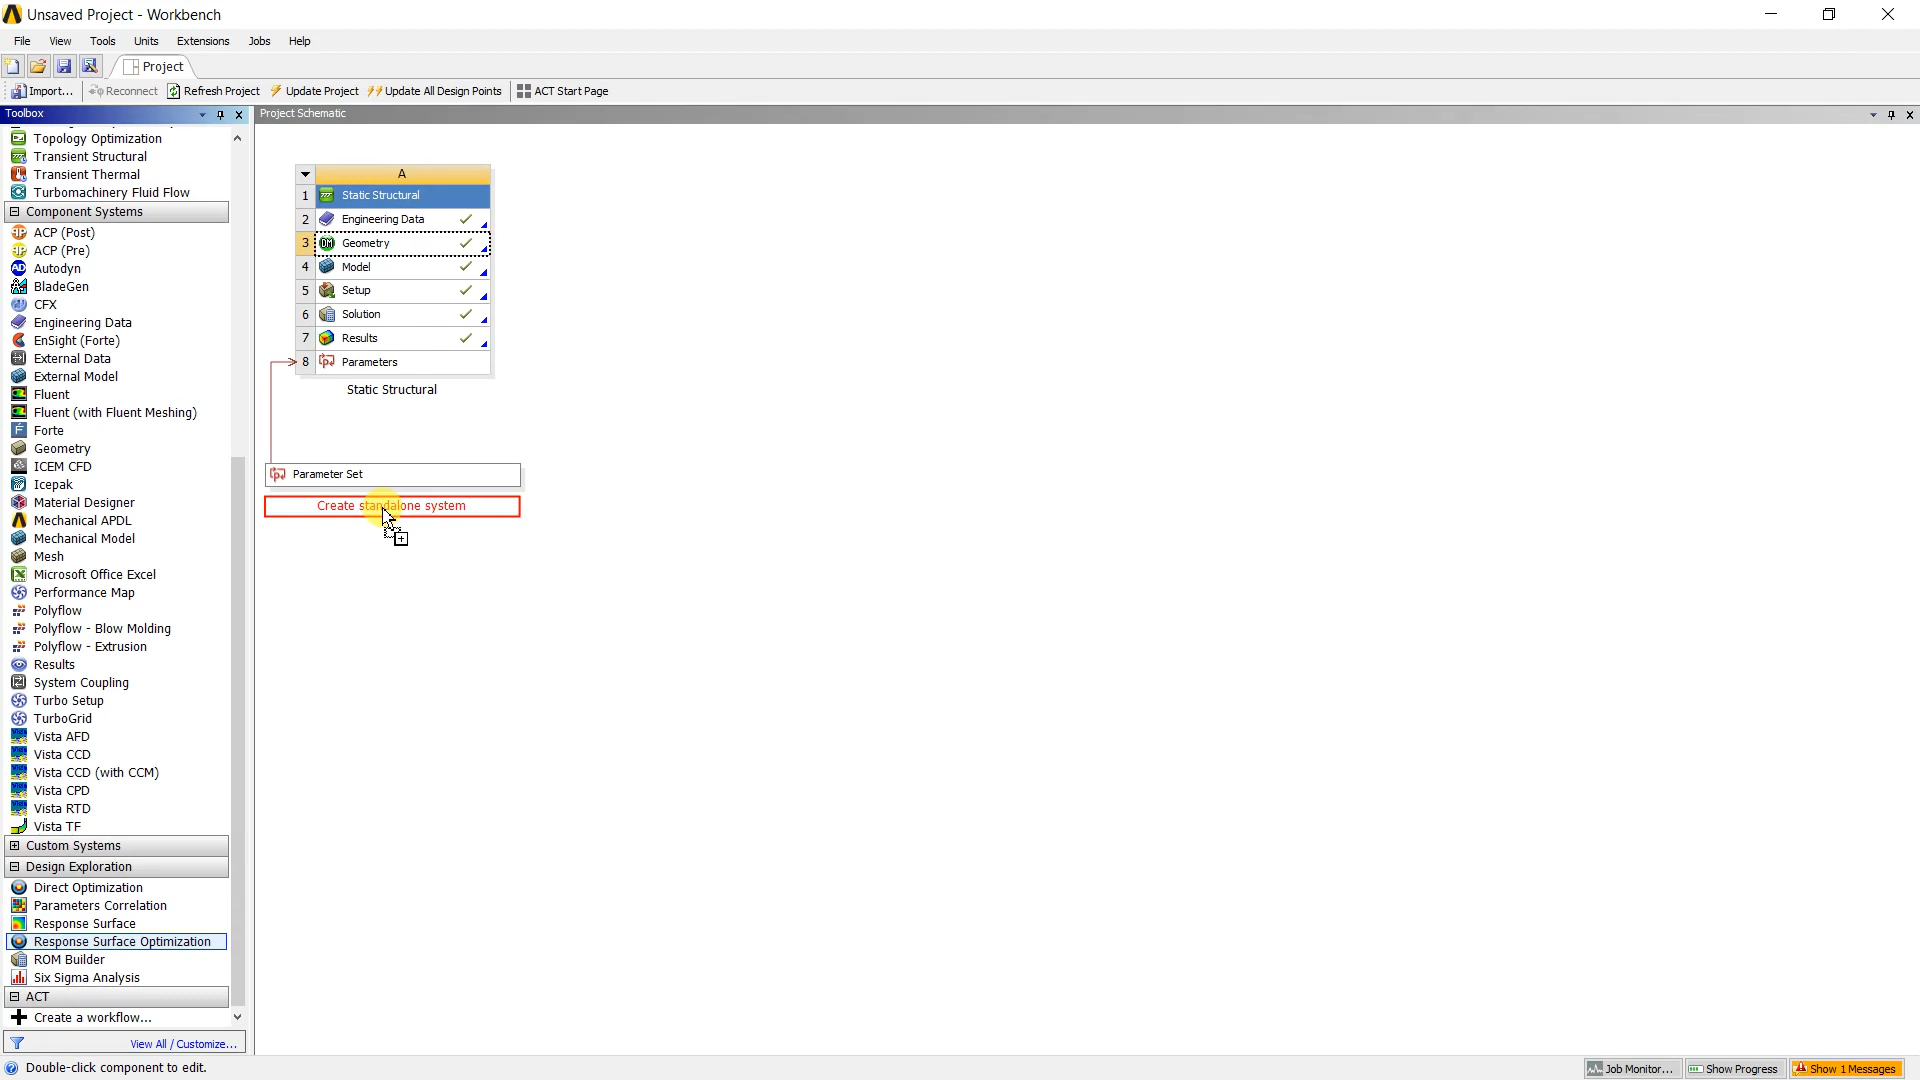 Unsaved Project - Workbench
File View Tools Units Extensions Jobs Help
Project
Import... Reconnect Refresh Project Update Project Update All Design Points ACT Start Page
Toolbox
Topology Optimization
Transient Structural
Transient Thermal
Turbomachinery Fluid Flow
Component Systems
ACP (Post)
ACP (Pre)
Autodyn
BladeGen
CFX
Engineering Data
EnSight (Forte)
External Data
External Model
Fluent
Fluent (with Fluent Meshing)
Forte
Geometry
ICEM CFD
Icepak
Material Designer
Mechanical APDL
Mechanical Model
Mesh
Microsoft Office Excel
Performance Map
Polyflow
Polyflow - Blow Molding
Polyflow - Extrusion
Results
System Coupling
Turbo Setup
TurboGrid
Vista AFD
Vista CCD
Vista CCD (with CCM)
Vista CPD
Vista RTD
Vista TF
Custom Systems
Design Exploration
Direct Optimization
Parameters Correlation
Response Surface
Response Surface Optimization
ROM Builder
Six Sigma Analysis
ACT
Create a workflow...
View All / Customize...
Project Schematic
A
1 Static Structural
2 Engineering Data
3 Geometry
4 Model
5 Setup
6 Solution
7 Results
8 Parameters
Static Structural
Parameter Set
Create standalone system
Double-click component to edit.
Job Monitor... Show Progress Show 1 Messages